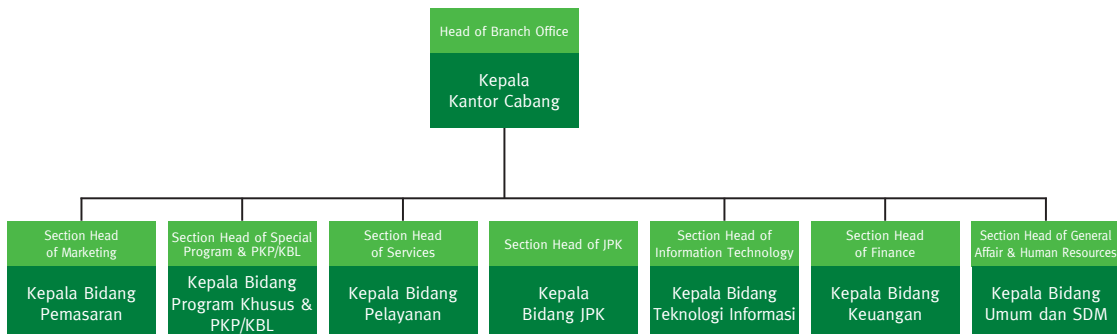 Head of Branch Office
Kepala
Kantor Cabang
Section Head
of Marketing
Kepala Bidang
Pemasaran
Section Head of Special
Program & PKP/KBL
Kepala Bidang
Program Khusus &
PKP/KBL
Section Head
of Services
Kepala Bidang
Pelayanan
Section Head of JPK
Kepala
Bidang JPK
Section Head of
Information Technology
Kepala Bidang
Teknologi Informasi
Section Head
of Finance
Kepala Bidang
Keuangan
Section Head of General
Affair & Human Resources
Kepala Bidang
Umum dan SDM